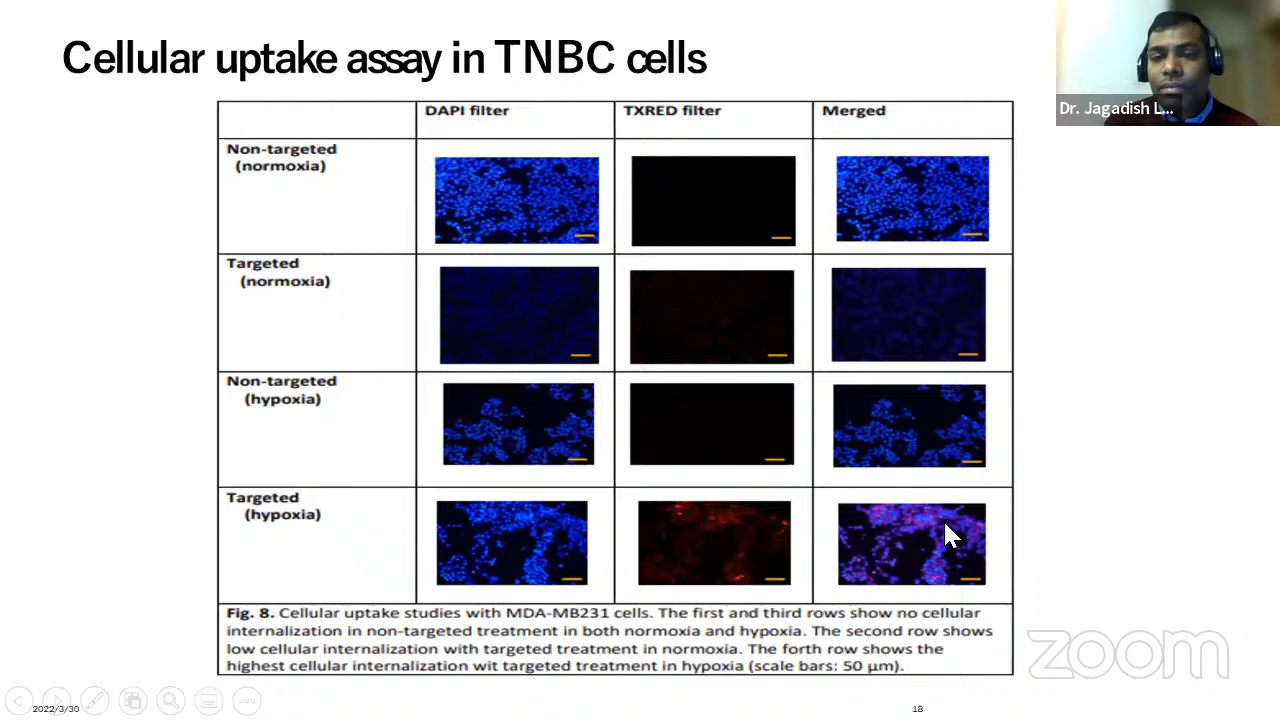 Cellular uptake assay in TNBC cells
Dr. Jagadish L...
DAPI filter
TXRED filter
Merged
Non-targeted
(normoxia)
Targeted
(normoxia)
Non-targeted
(hypoxia)
Targeted
(hypoxia)
Fig. 8. Cellular uptake studies with MDA-MB231 cells. The first and third rows show no cellular
internalization in non-targeted treatment in both normoxia and hypoxia. The second row shows
low cellular internalization with targeted treatment in normoxia. The forth row shows the
highest cellular internalization wit targeted treatment in hypoxia (scale bars: 50 µm).
zoom
2022/3/30
18